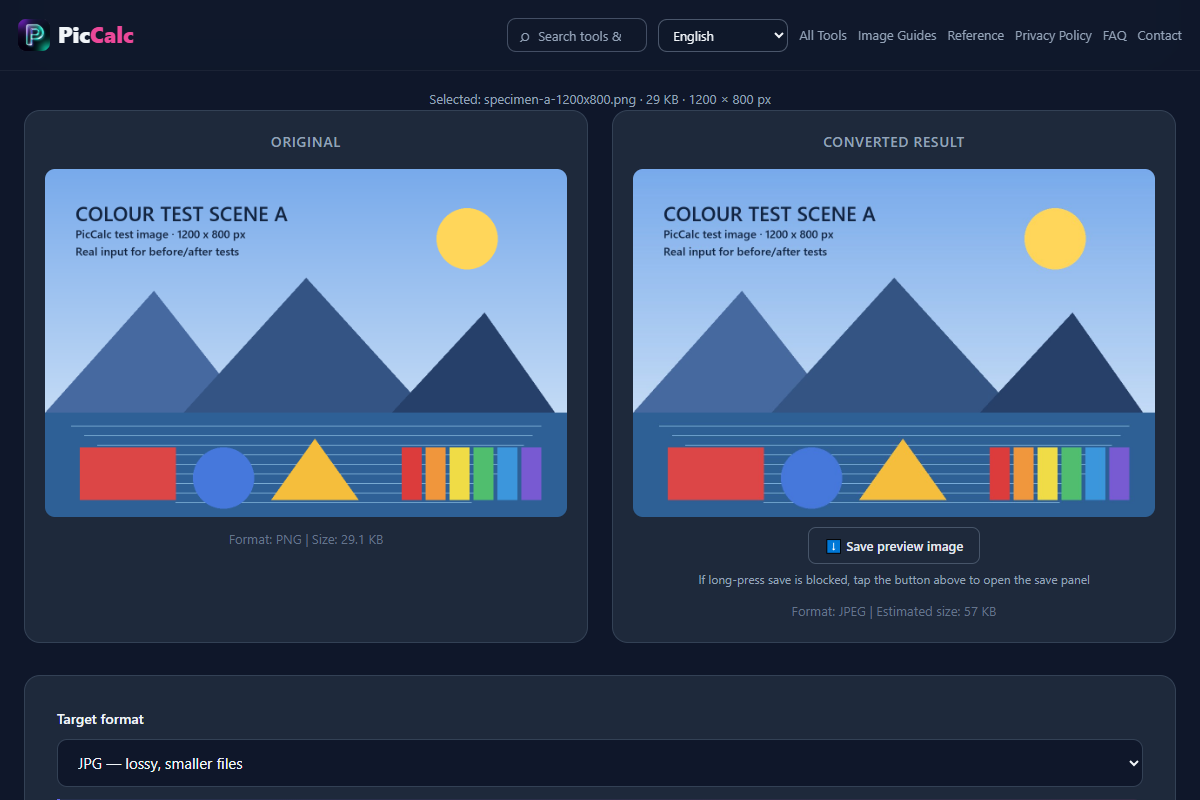 PicCalc
Search tools &
English
All Tools
Image Guides
Reference
Privacy Policy
FAQ
Contact
Selected: specimen-a-1200x800.png · 29 KB · 1200 × 800 px
ORIGINAL
COLOUR TEST SCENE A
PicCalc test image · 1200 x 800 px
Real input for before/after tests
Format: PNG | Size: 29.1 KB
CONVERTED RESULT
COLOUR TEST SCENE A
PicCalc test image · 1200 x 800 px
Real input for before/after tests
Save preview image
If long-press save is blocked, tap the button above to open the save panel
Format: JPEG | Estimated size: 57 KB
Target format
JPG — lossy, smaller files